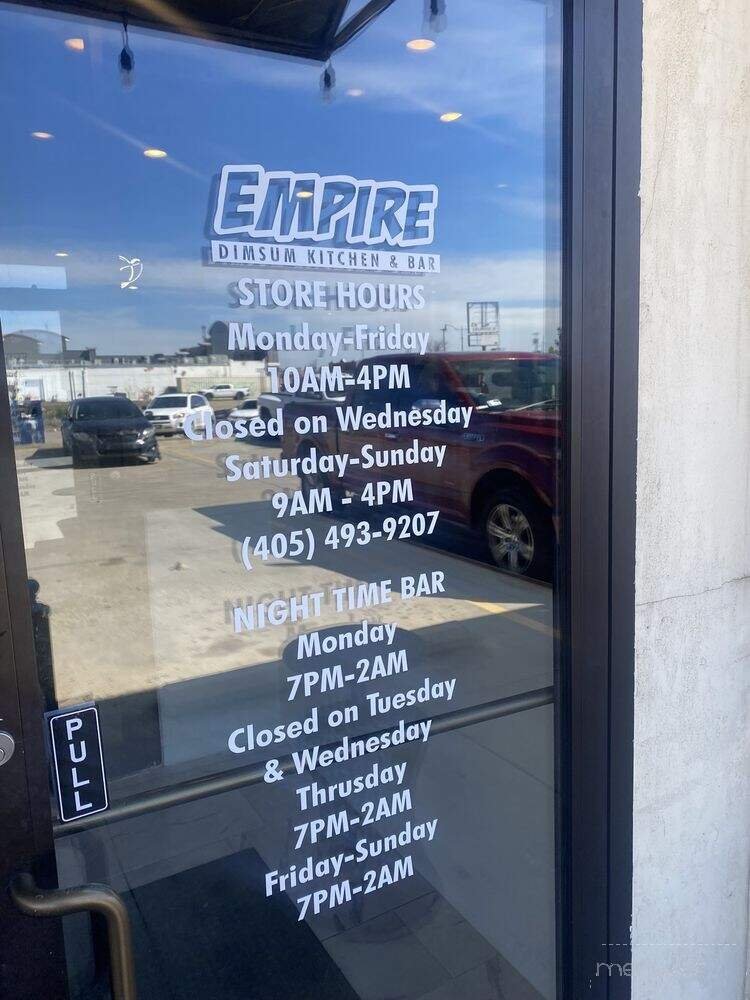 EMPIRE
DIMSUM KITCHEN & BAR
STORE HOURS
Monday-Friday
10AM-4PM
Closed on Wednesday
Saturday-Sunday
9AM - 4PM
(405) 493-9207
NIGHT TIME BAR
Monday
7PM-2AM
Closed on Tuesday
& Wednesday
Thrusday
7PM-2AM
Friday-Sunday
7PM-2AM
PULL